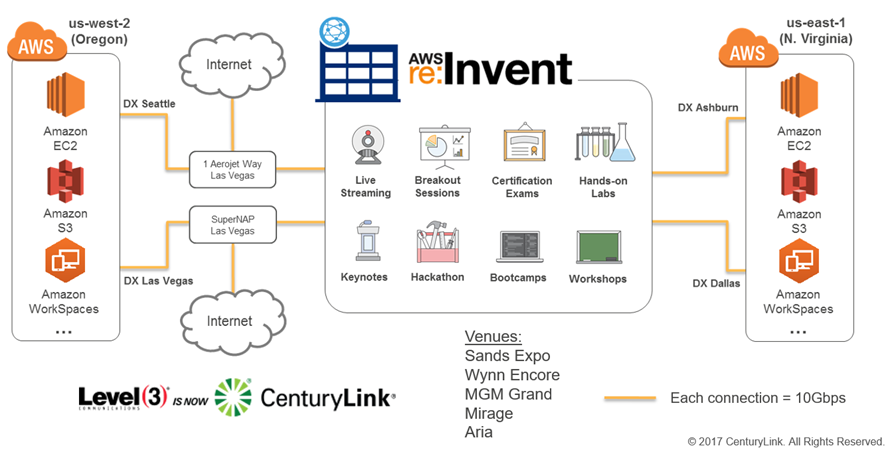 us-west-2
(Oregon)
AWS
Amazon
EC2
Amazon
S3
Amazon
WorkSpaces
...
DX Seattle
DX Las Vegas
Internet
1 Aerojet Way
Las Vegas
SuperNAP
Las Vegas
Internet
AWS
re:Invent
Live
Streaming
Breakout
Sessions
Certification
Exams
Hands-on
Labs
Keynotes
Hackathon
Bootcamps
Workshops
DX Ashburn
DX Dallas
us-east-1
(N. Virginia)
AWS
Amazon
EC2
Amazon
S3
Amazon
WorkSpaces
...
Level(3)®
COMMUNICATIONS
IS NOW
CenturyLink®
Venues:
Sands Expo
Wynn Encore
MGM Grand
Mirage
Aria
Each connection = 10Gbps
© 2017 CenturyLink. All Rights Reserved.